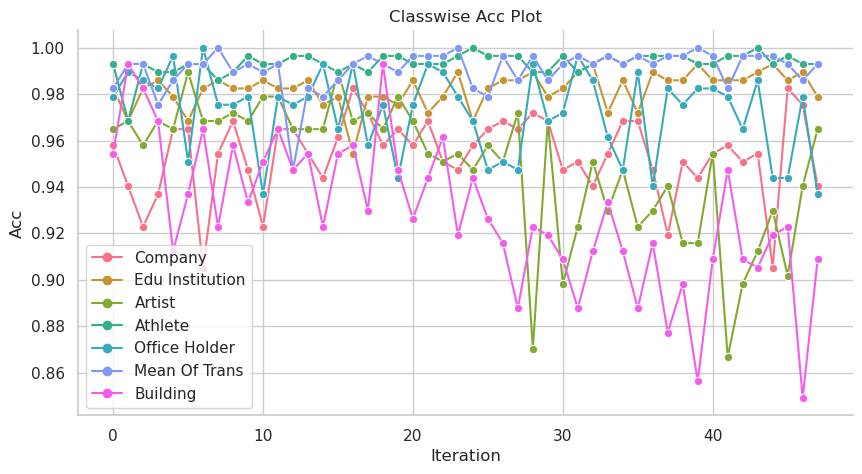 Classwise Acc Plot
1.00
0.98
0.96
0.94
0.92
0.90
0.88
0.86
Acc
Company
Edu Institution
Artist
Athlete
Office Holder
Mean Of Trans
Building
0
10
20
30
40
Iteration